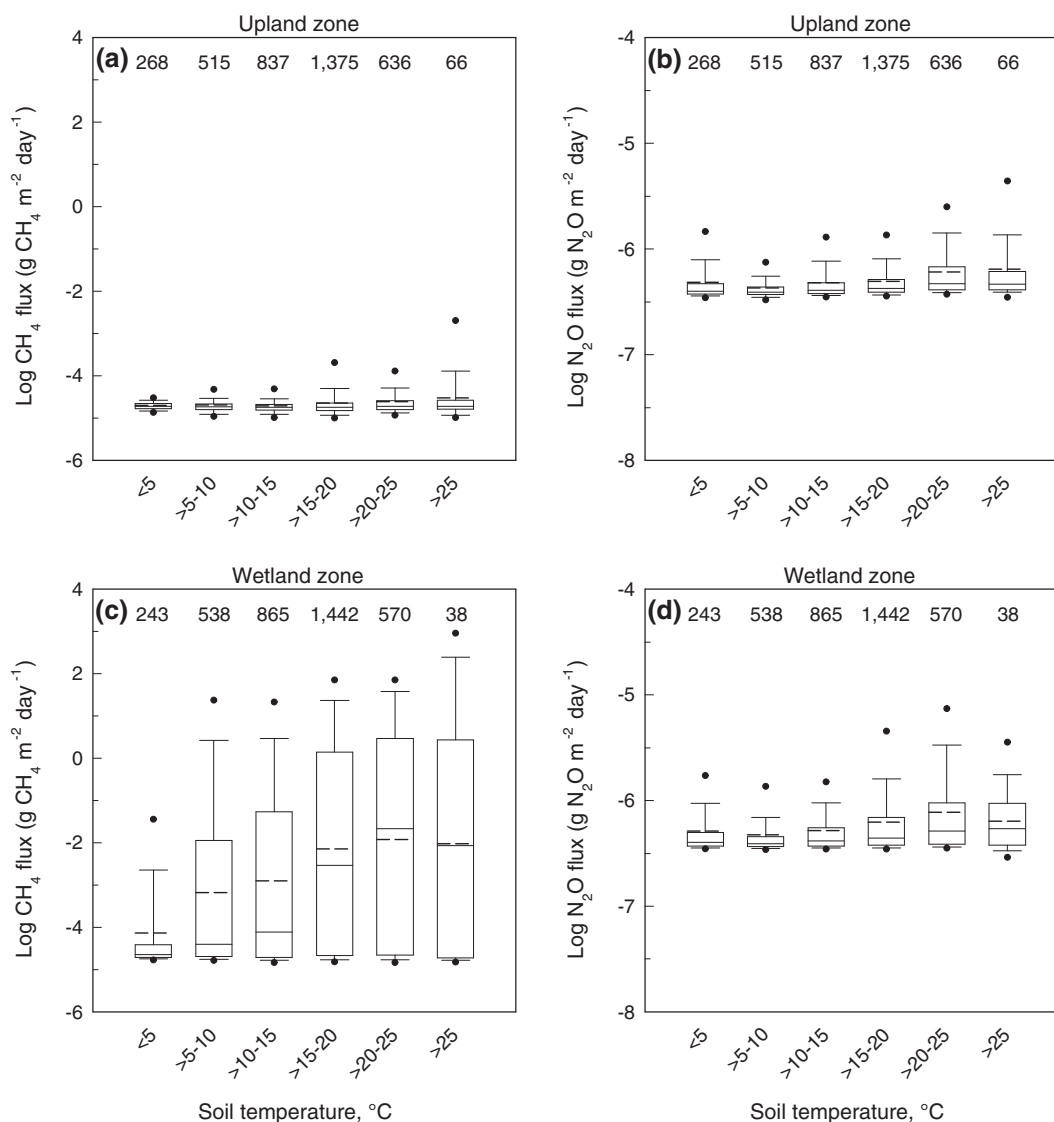 Upland zone
(a) 268 515 837 1,375 636 66
4
2
0
-2
-4
-6
Log CH4 flux (g CH4 m-2 day-1)
<5 >5-10 >10-15 >15-20 >20-25 >25
Upland zone
(b) 268 515 837 1,375 636 66
-4
-5
-6
-7
-8
Log N2O flux (g N2O m-2 day-1)
<5 >5-10 >10-15 >15-20 >20-25 >25
Wetland zone
(c) 243 538 865 1,442 570 38
4
2
0
-2
-4
-6
Log CH4 flux (g CH4 m-2 day-1)
<5 >5-10 >10-15 >15-20 >20-25 >25
Soil temperature, °C
Wetland zone
(d) 243 538 865 1,442 570 38
-4
-5
-6
-7
-8
Log N2O flux (g N2O m-2 day-1)
<5 >5-10 >10-15 >15-20 >20-25 >25
Soil temperature, °C